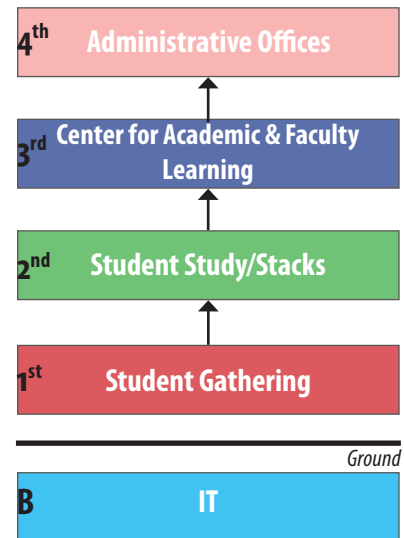 4th Administrative Offices
3rd Center for Academic & Faculty
Learning
2nd Student Study/Stacks
1st Student Gathering
Ground
B IT